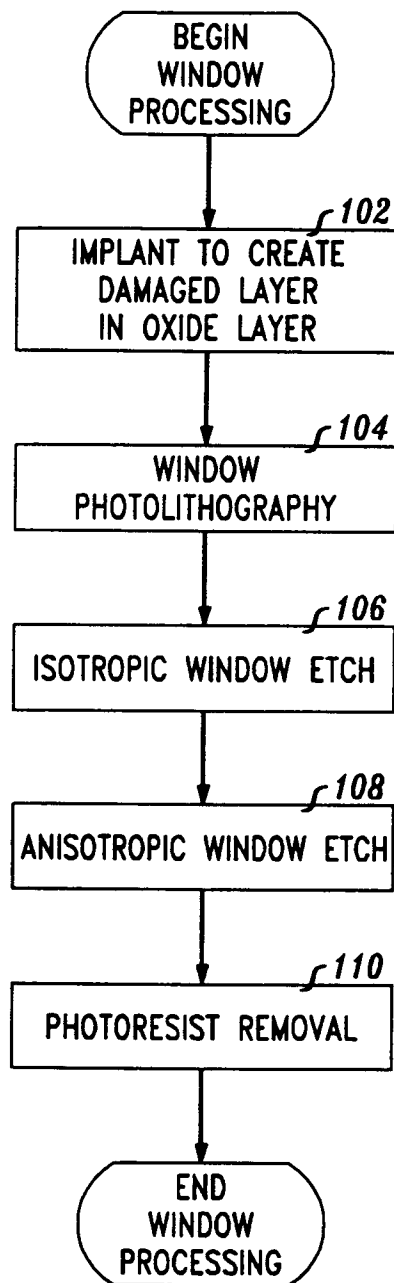 BEGIN
WINDOW
PROCESSING
102
IMPLANT TO CREATE
DAMAGED LAYER
IN OXIDE LAYER
104
WINDOW
PHOTOLITHOGRAPHY
106
ISOTROPIC WINDOW ETCH
108
ANISOTROPIC WINDOW ETCH
110
PHOTORESIST REMOVAL
END
WINDOW
PROCESSING